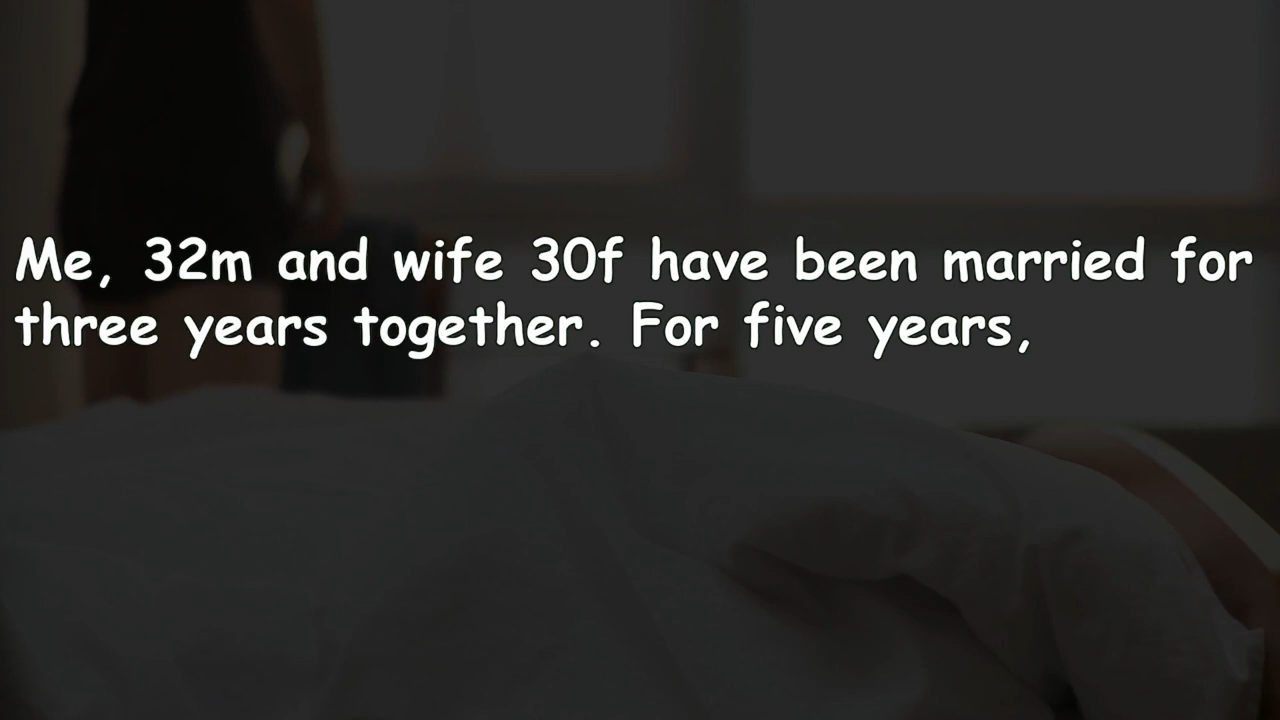 Me, 32m and wife 30f have been married for
three years together. For five years,